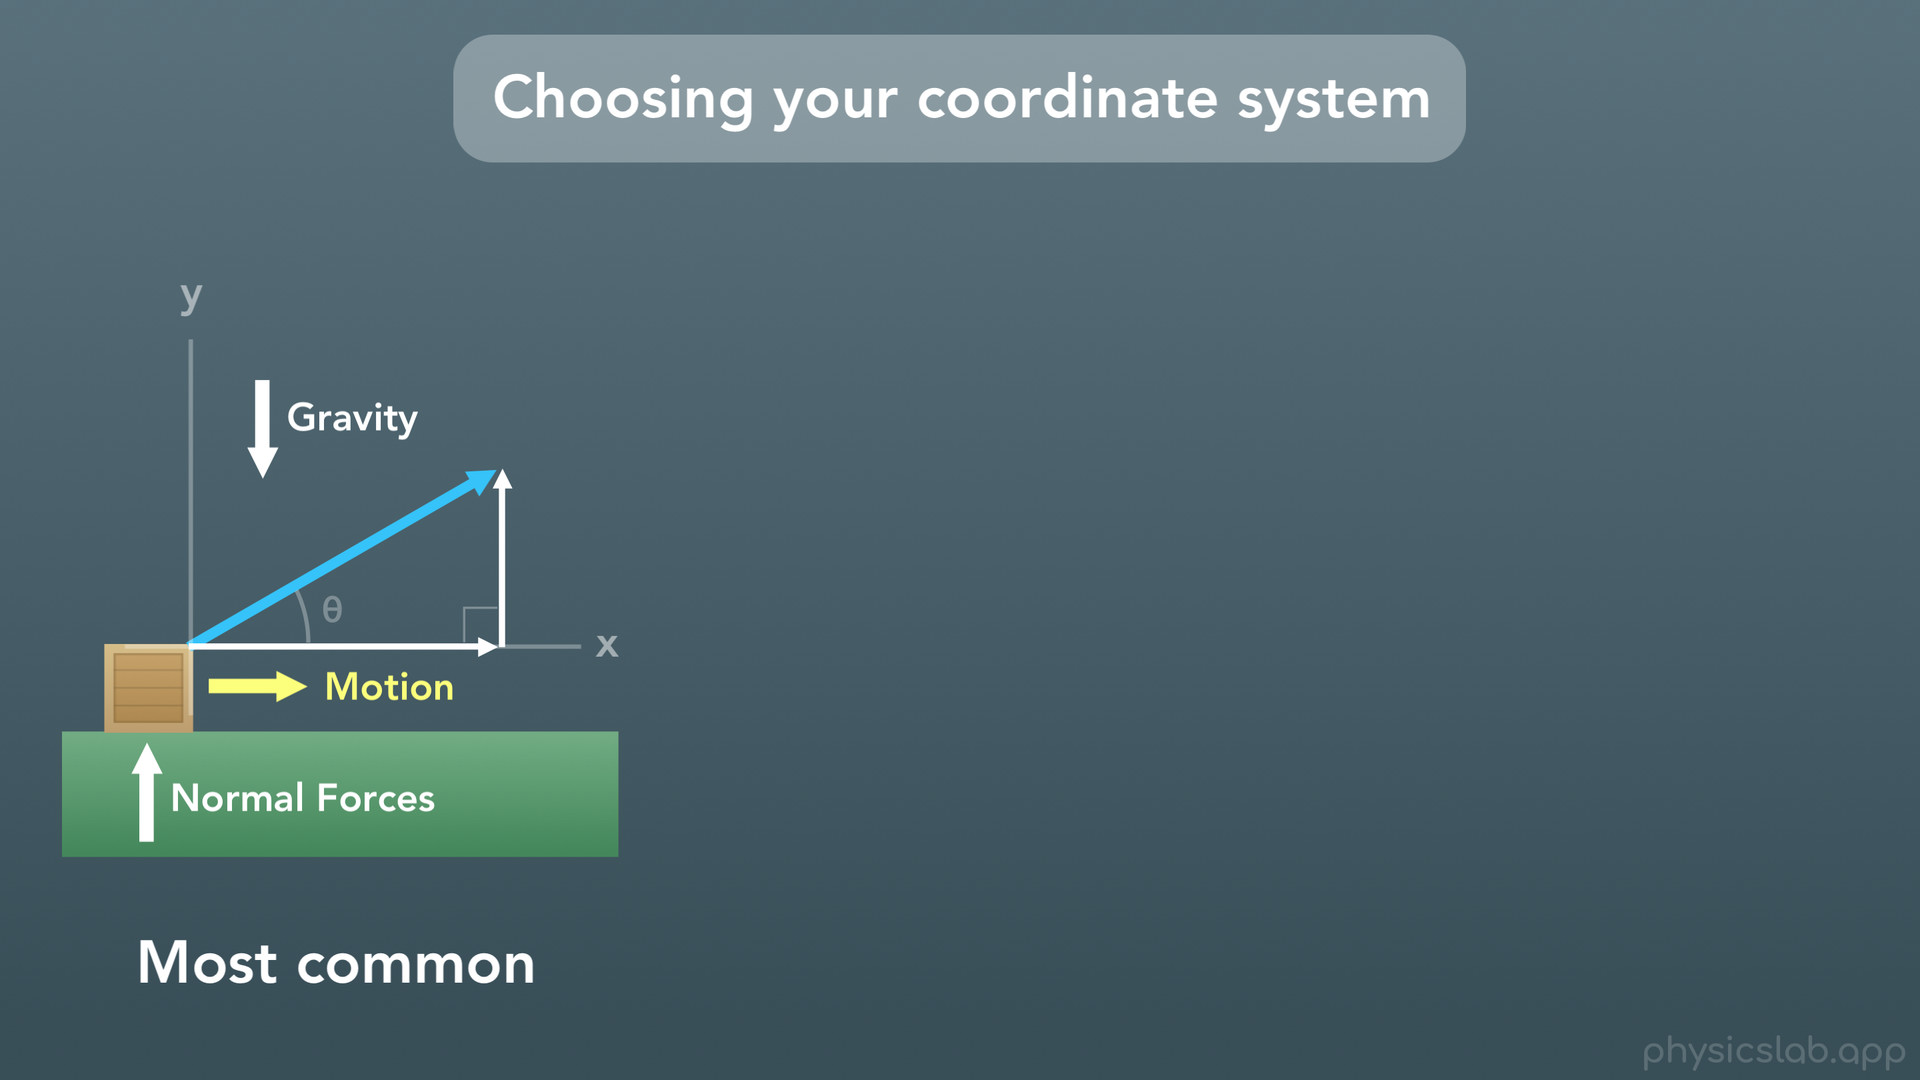 Choosing your coordinate system
y
Gravity
θ
x
Motion
Normal Forces
Most common
physicslab.app